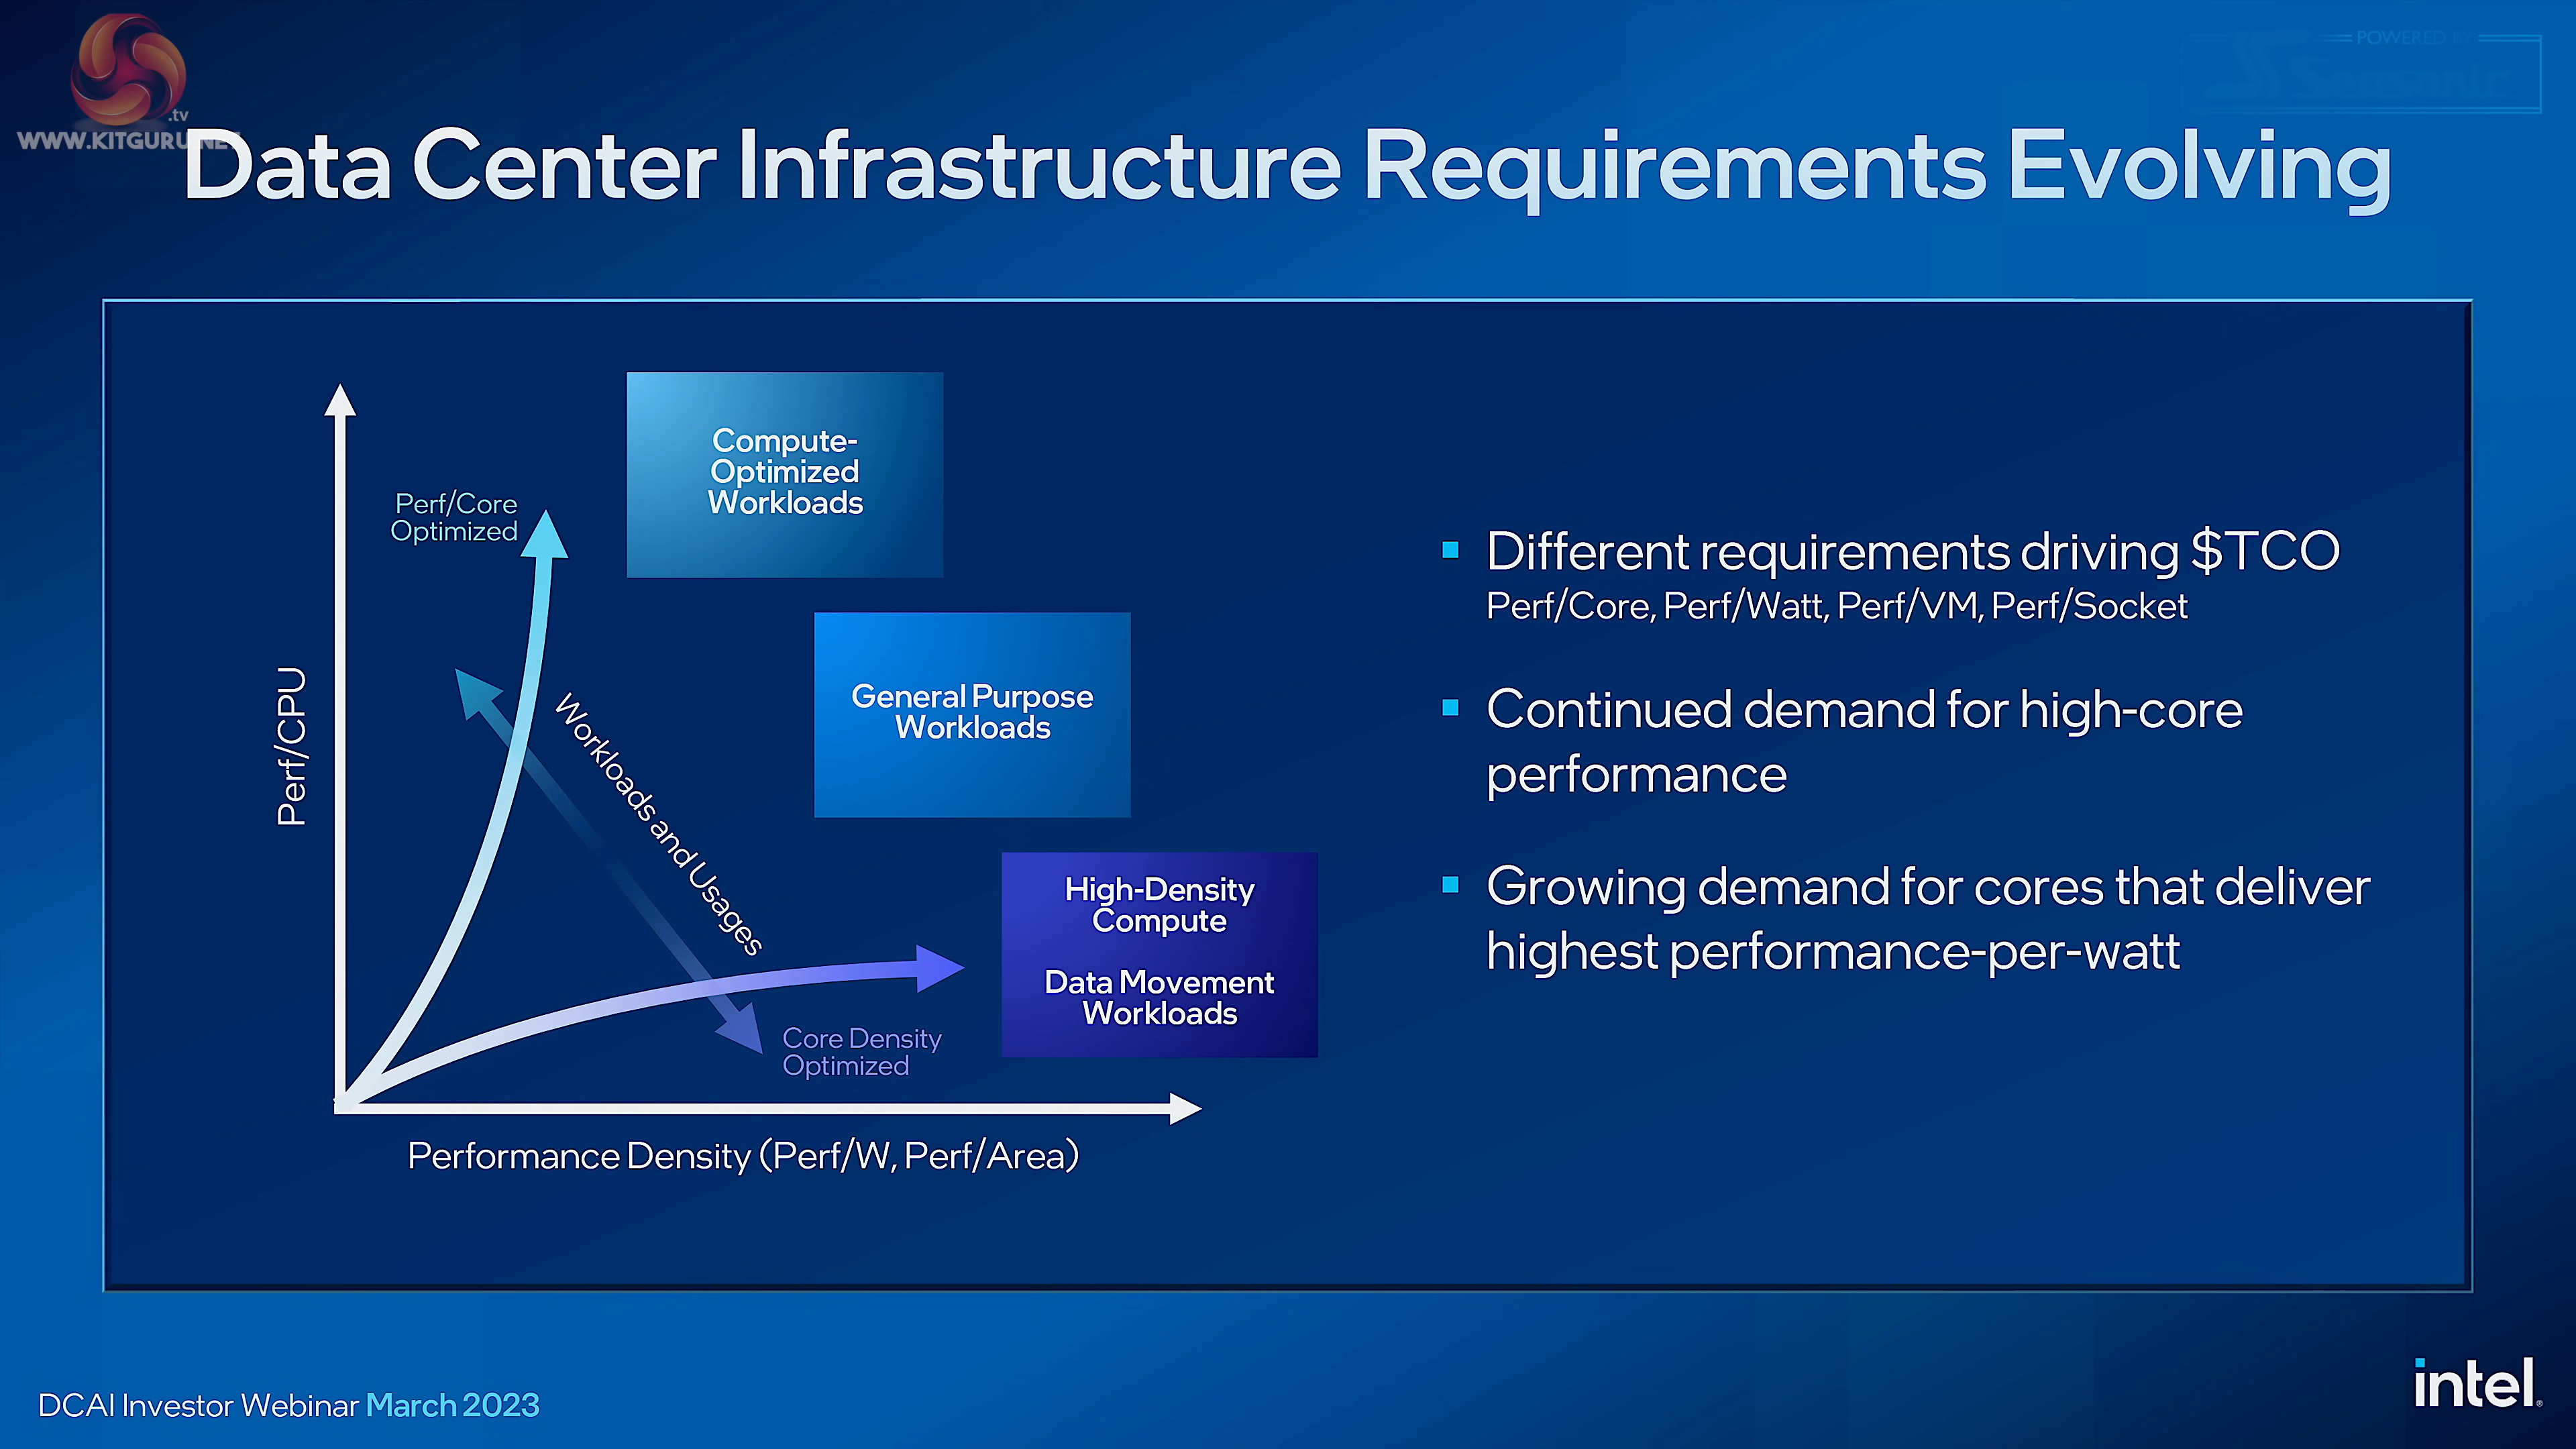 .tv
WWW.KITGURU.NET
POWERED BY
Seasonic
Data Center Infrastructure Requirements Evolving
Perf/CPU
Perf/Core
Optimized
Compute-
Optimized
Workloads
Workloads and Usages
General Purpose
Workloads
High-Density
Compute
Data Movement
Workloads
Core Density
Optimized
Performance Density (Perf/W, Perf/Area)
Different requirements driving $TCO
Perf/Core, Perf/Watt, Perf/VM, Perf/Socket
Continued demand for high-core
performance
Growing demand for cores that deliver
highest performance-per-watt
DCAI Investor Webinar March 2023
intel®